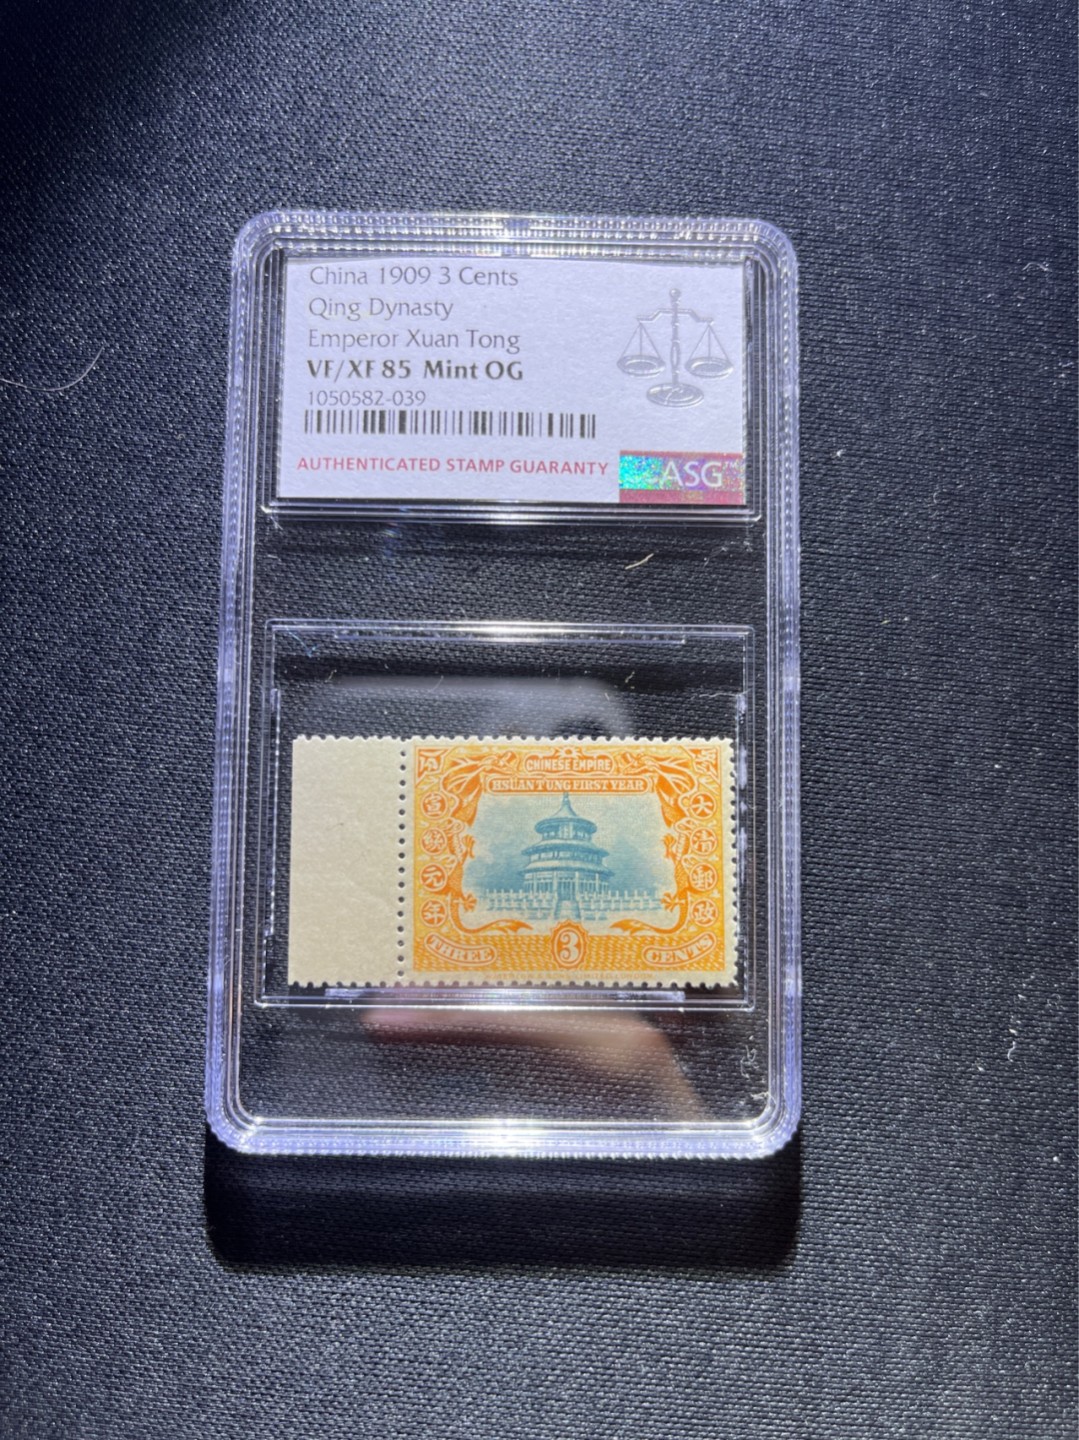 China 1909 3 Cents
Qing Dynasty
Emperor Xuan Tong
VF/XF 85 Mint OG
1050582-039
AUTHENTICATED STAMP GUARANTY
ASG
CHINESE EMPIRE
HSUAN T'UNG FIRST YEAR
大清郵政
宣統元年
THREE
3
CENTS